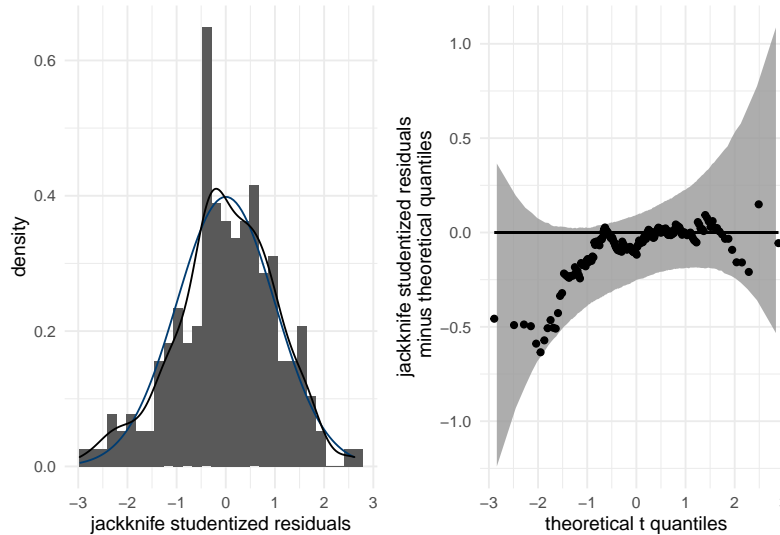 0.6
0.4
0.2
0.0
density
−3 −2 −1 0 1 2 3
jackknife studentized residuals
1.0
0.5
0.0
−0.5
−1.0
jackknife studentized residuals
minus theoretical quantiles
−3 −2 −1 0 1 2
theoretical t quantiles